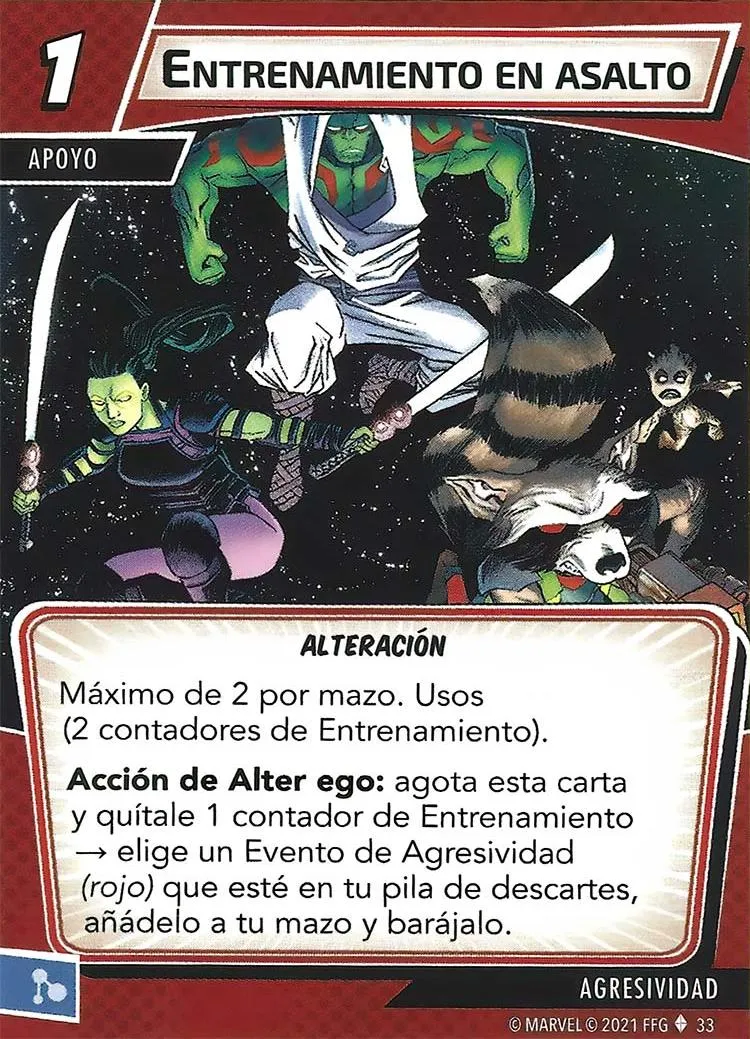 1
ENTRENAMIENTO EN ASALTO
APOYO
ALTERACIÓN
Máximo de 2 por mazo. Usos
(2 contadores de Entrenamiento).
Acción de Alter ego: agota esta carta
y quítale 1 contador de Entrenamiento
→ elige un Evento de Agresividad
(rojo) que esté en tu pila de descartes,
añádelo a tu mazo y barájalo.
AGRESIVIDAD
© MARVEL © 2021 FFG 33